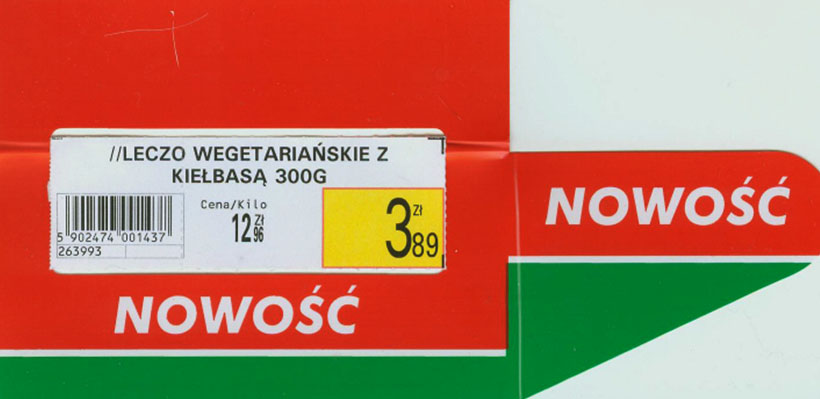 //LECZO WEGETARIAŃSKIE Z
KIEŁBASĄ 300G
Cena/Kilo
12 zł 96
3 zł 89
5 902474 001437
263993
NOWOŚĆ
NOWOŚĆ